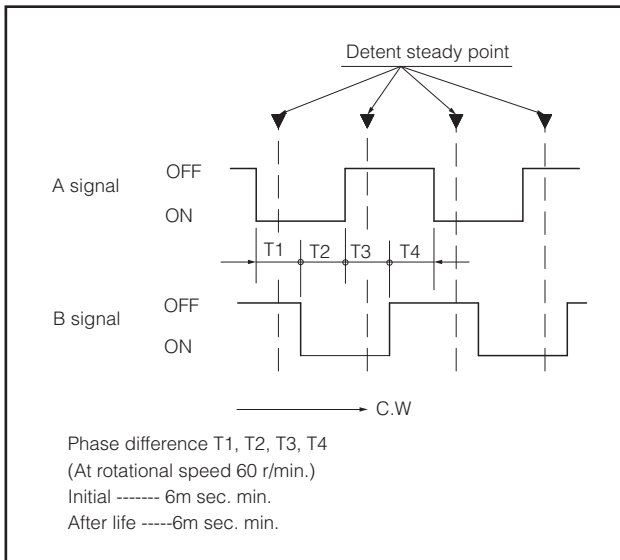 Detent steady point
OFF
A signal
ON
T1 T2 T3 T4
OFF
B signal
ON
C.W
Phase difference T1, T2, T3, T4
(At rotational speed 60 r/min.)
Initial ------- 6m sec. min.
After life -----6m sec. min.